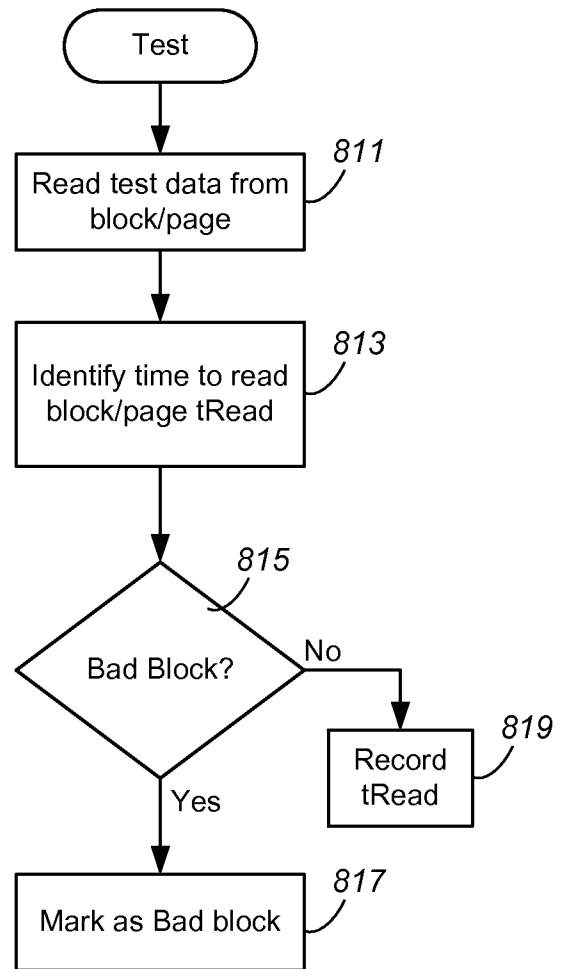 Test
811
Read test data from
block/page
813
Identify time to read
block/page tRead
815
Bad Block?
No
819
Record
tRead
Yes
817
Mark as Bad block